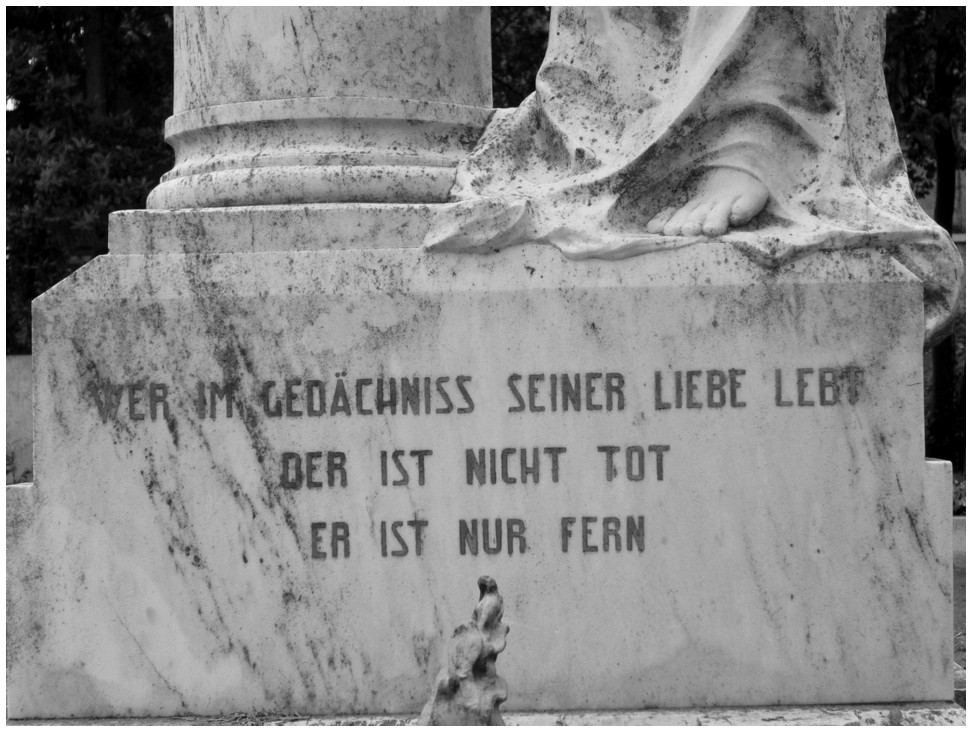 WER IM GEDÄCHNISS SEINER LIEBE LEBT
DER IST NICHT TOT
ER IST NUR FERN